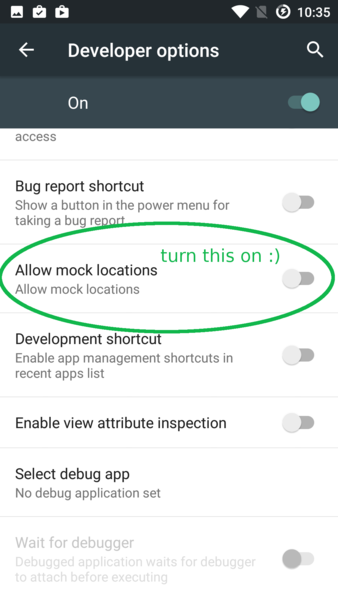 10:35
Developer options
On
access
Bug report shortcut
Show a button in the power menu for
taking a bug report
turn this on :)
Allow mock locations
Allow mock locations
Development shortcut
Enable app management shortcuts in
recent apps list
Enable view attribute inspection
Select debug app
No debug application set
Wait for debugger
Debugged application waits for debugger
to attach before executing